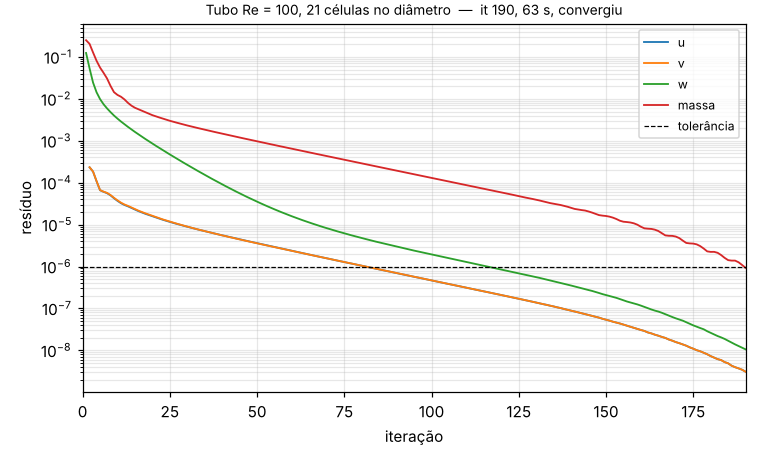 Tubo Re = 100, 21 células no diâmetro — it 190, 63 s, convergiu
u
v
w
massa
tolerância
resíduo
10⁻¹
10⁻²
10⁻³
10⁻⁴
10⁻⁵
10⁻⁶
10⁻⁷
10⁻⁸
0 25 50 75 100 125 150 175
iteração